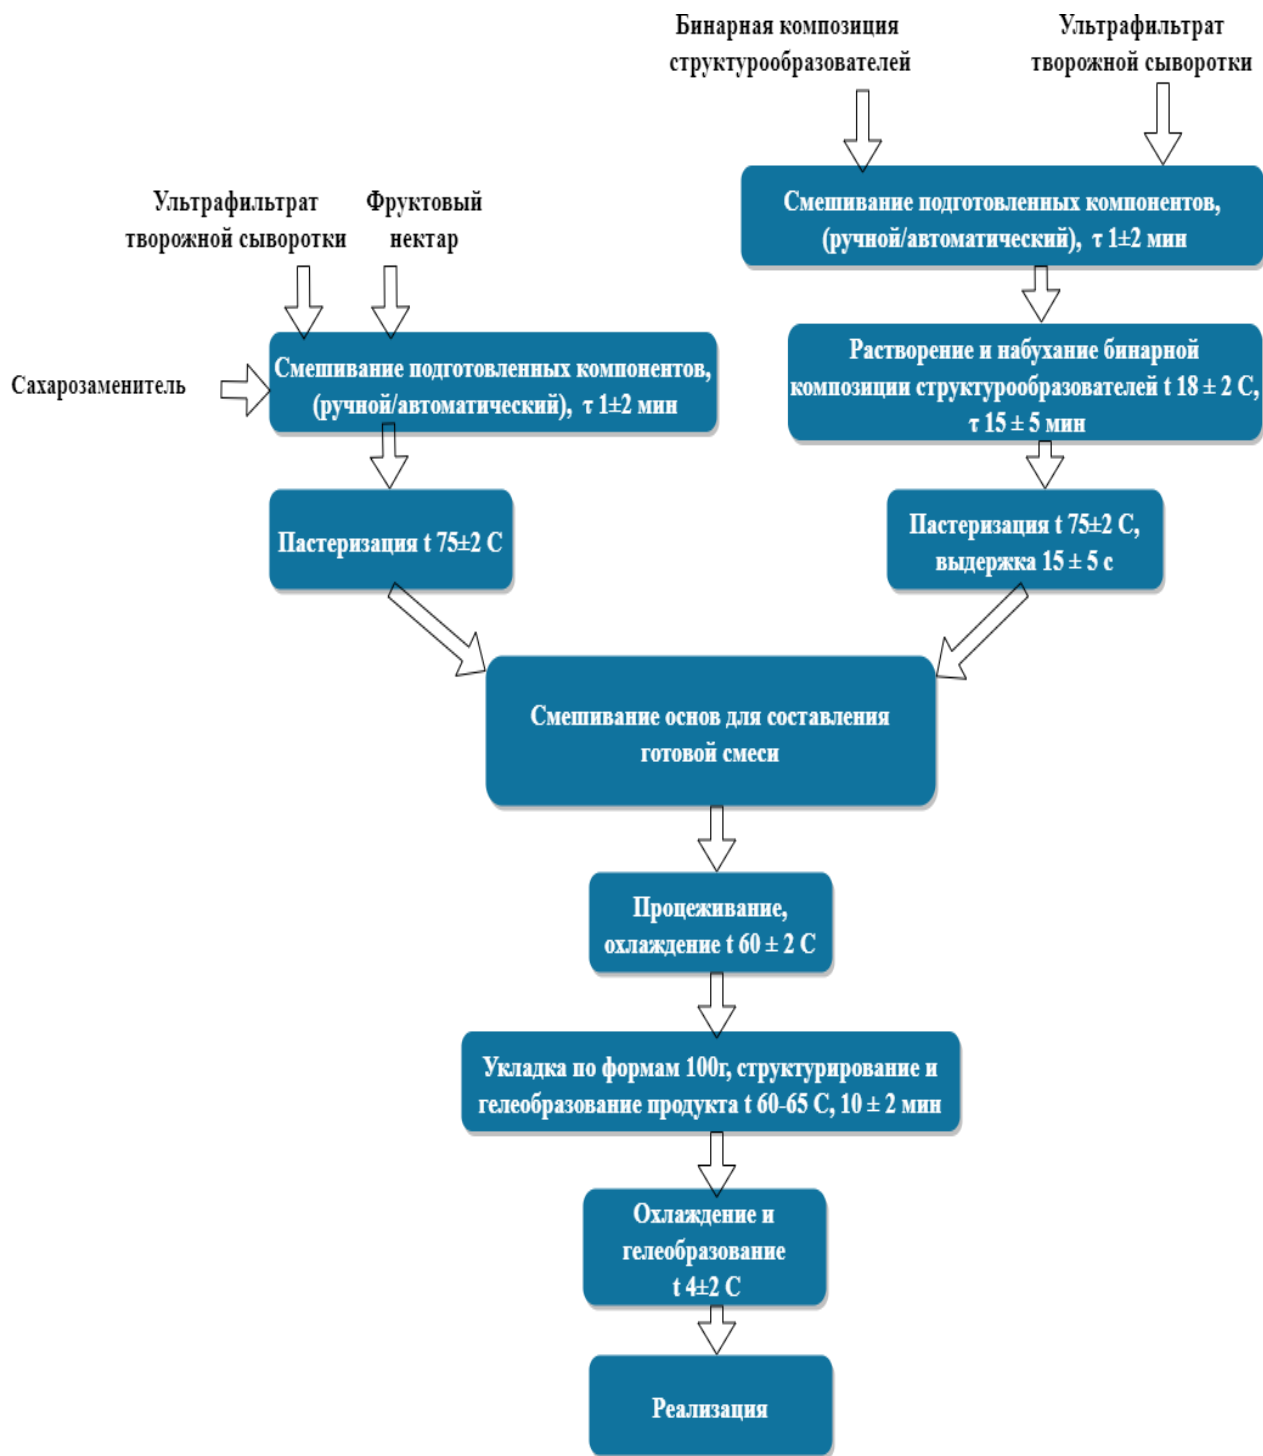 Бинарная композиция
структурообразователей
Ультрафильтрат
творожной сыворотки
Смешивание подготовленных компонентов,
(ручной/автоматический), τ 1±2 мин
Ультрафильтрат
творожной сыворотки
Фруктовый
нектар
Сахарозаменитель
Смешивание подготовленных компонентов,
(ручной/автоматический), τ 1±2 мин
Растворение и набухание бинарной
композиции структурообразователей t 18 ± 2 С,
τ 15 ± 5 мин
Пастеризация t 75±2 С
Пастеризация t 75±2 С,
выдержка 15 ± 5 с
Смешивание основ для составления
готовой смеси
Процеживание,
охлаждение t 60 ± 2 С
Укладка по формам 100г, структурирование и
гелеобразование продукта t 60-65 С, 10 ± 2 мин
Охлаждение и
гелеобразование
t 4±2 С
Реализация